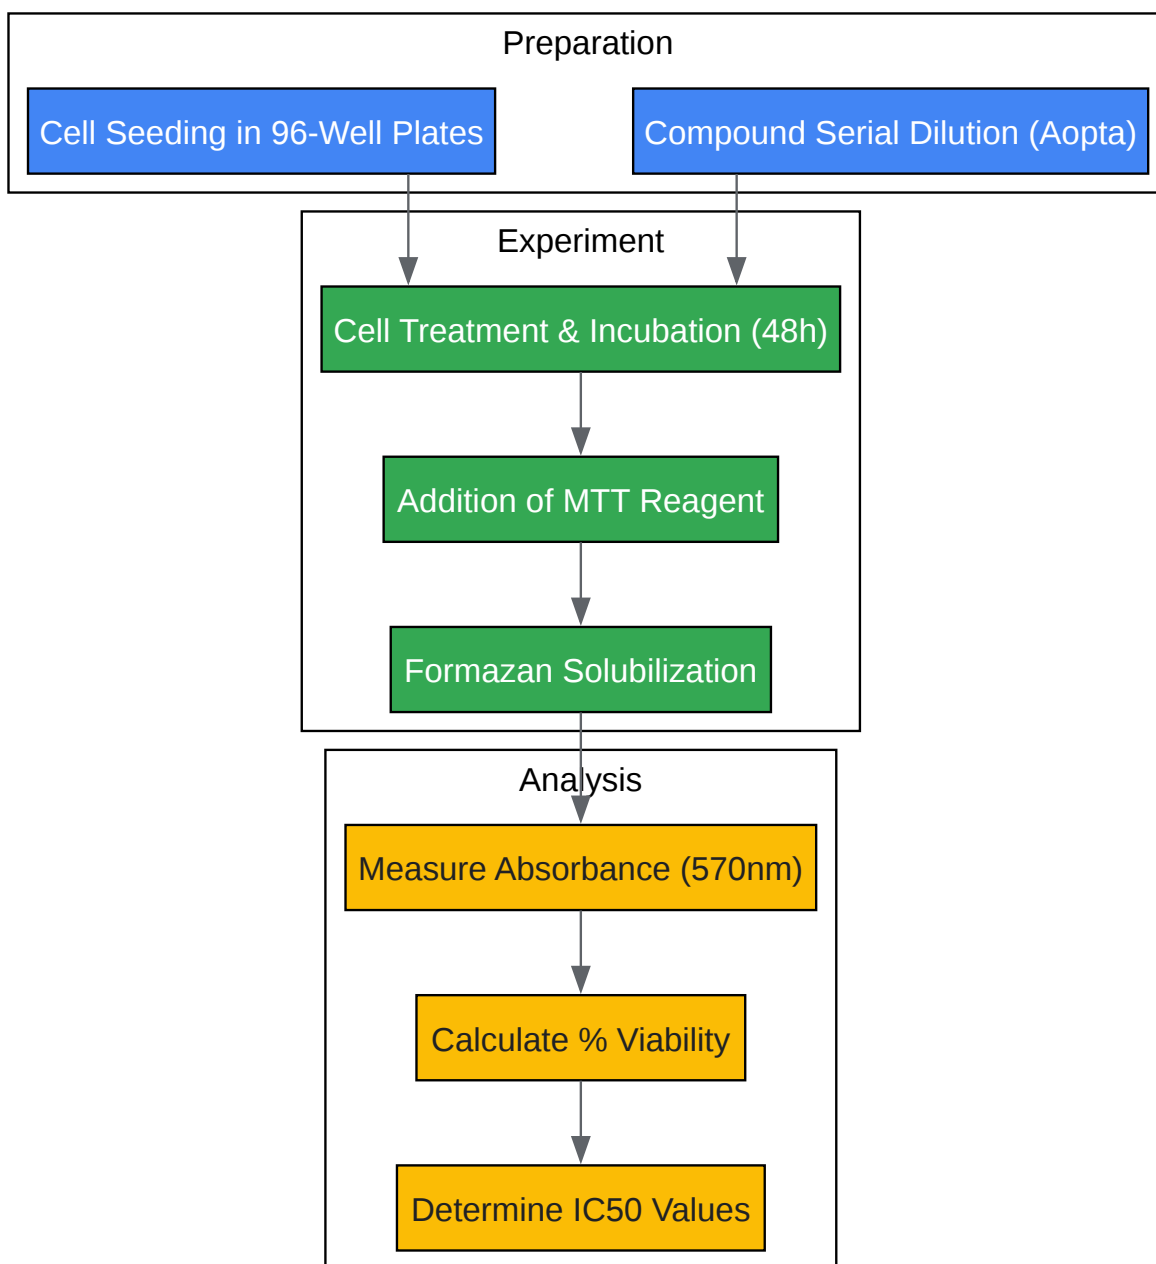 Preparation
Cell Seeding in 96-Well Plates
Compound Serial Dilution (Aopta)
Experiment
Cell Treatment & Incubation (48h)
Addition of MTT Reagent
Formazan Solubilization
Analysis
Measure Absorbance (570nm)
Calculate % Viability
Determine IC50 Values